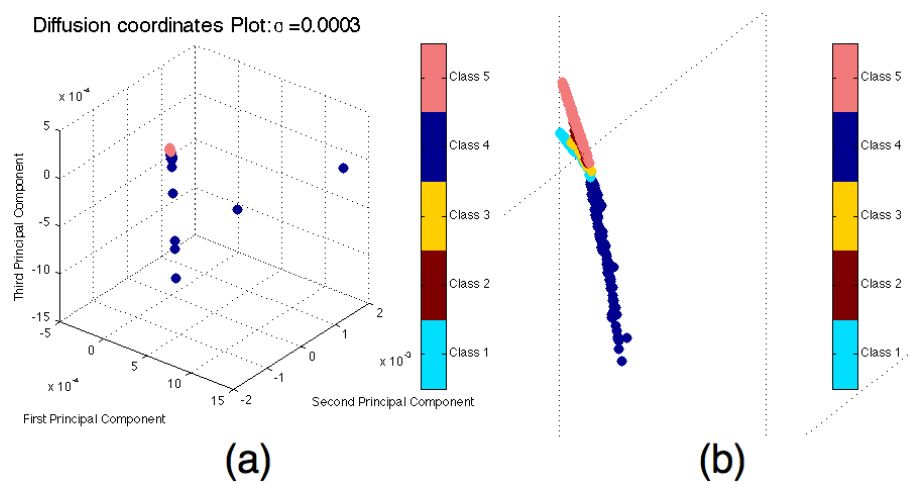 Diffusion coordinates Plot: σ =0.0003
x 10⁻⁴
5
0
-5
-10
-15
Third Principal Component
-5
0
5
10
15
x 10⁻⁴
First Principal Component
-2
-1
0
1
2
x 10⁻³
Second Principal Component
Class 5
Class 4
Class 3
Class 2
Class 1
(a)
Class 5
Class 4
Class 3
Class 2
Class 1
(b)